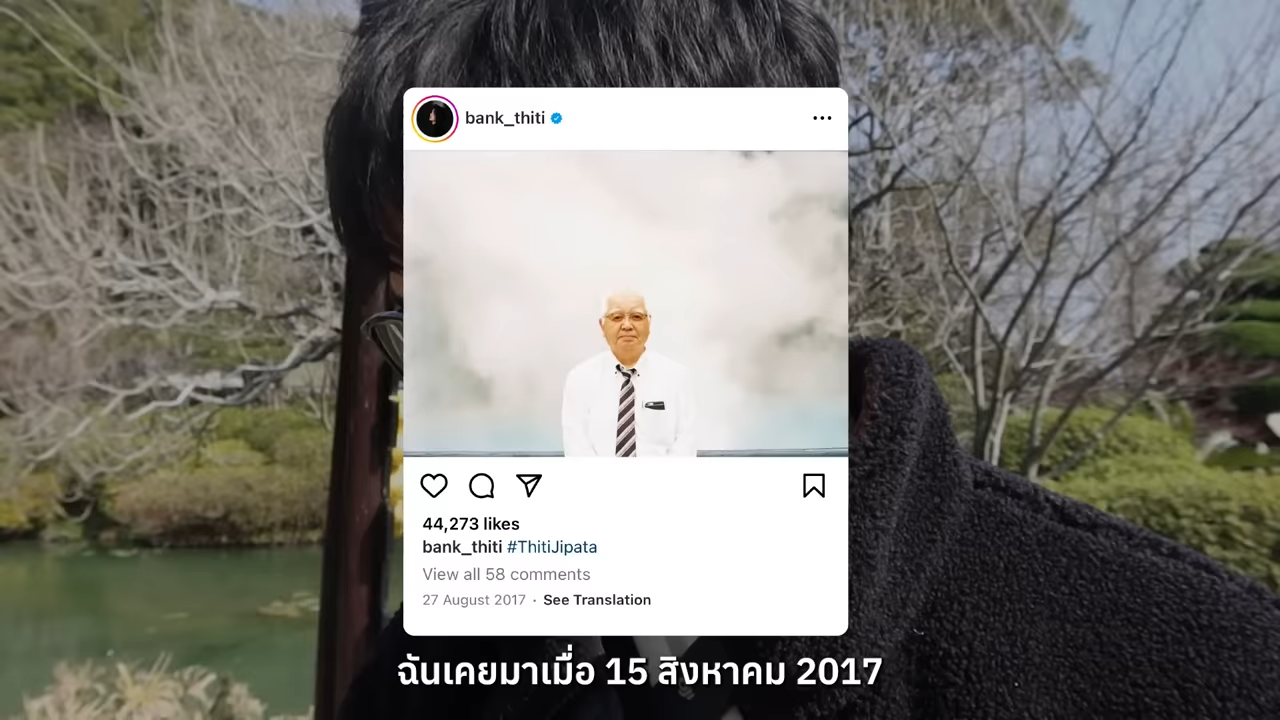 bank_thiti
44,273 likes
bank_thiti #ThitiJipata
View all 58 comments
27 August 2017 · See Translation
ฉันเคยมาเมื่อ 15 สิงหาคม 2017